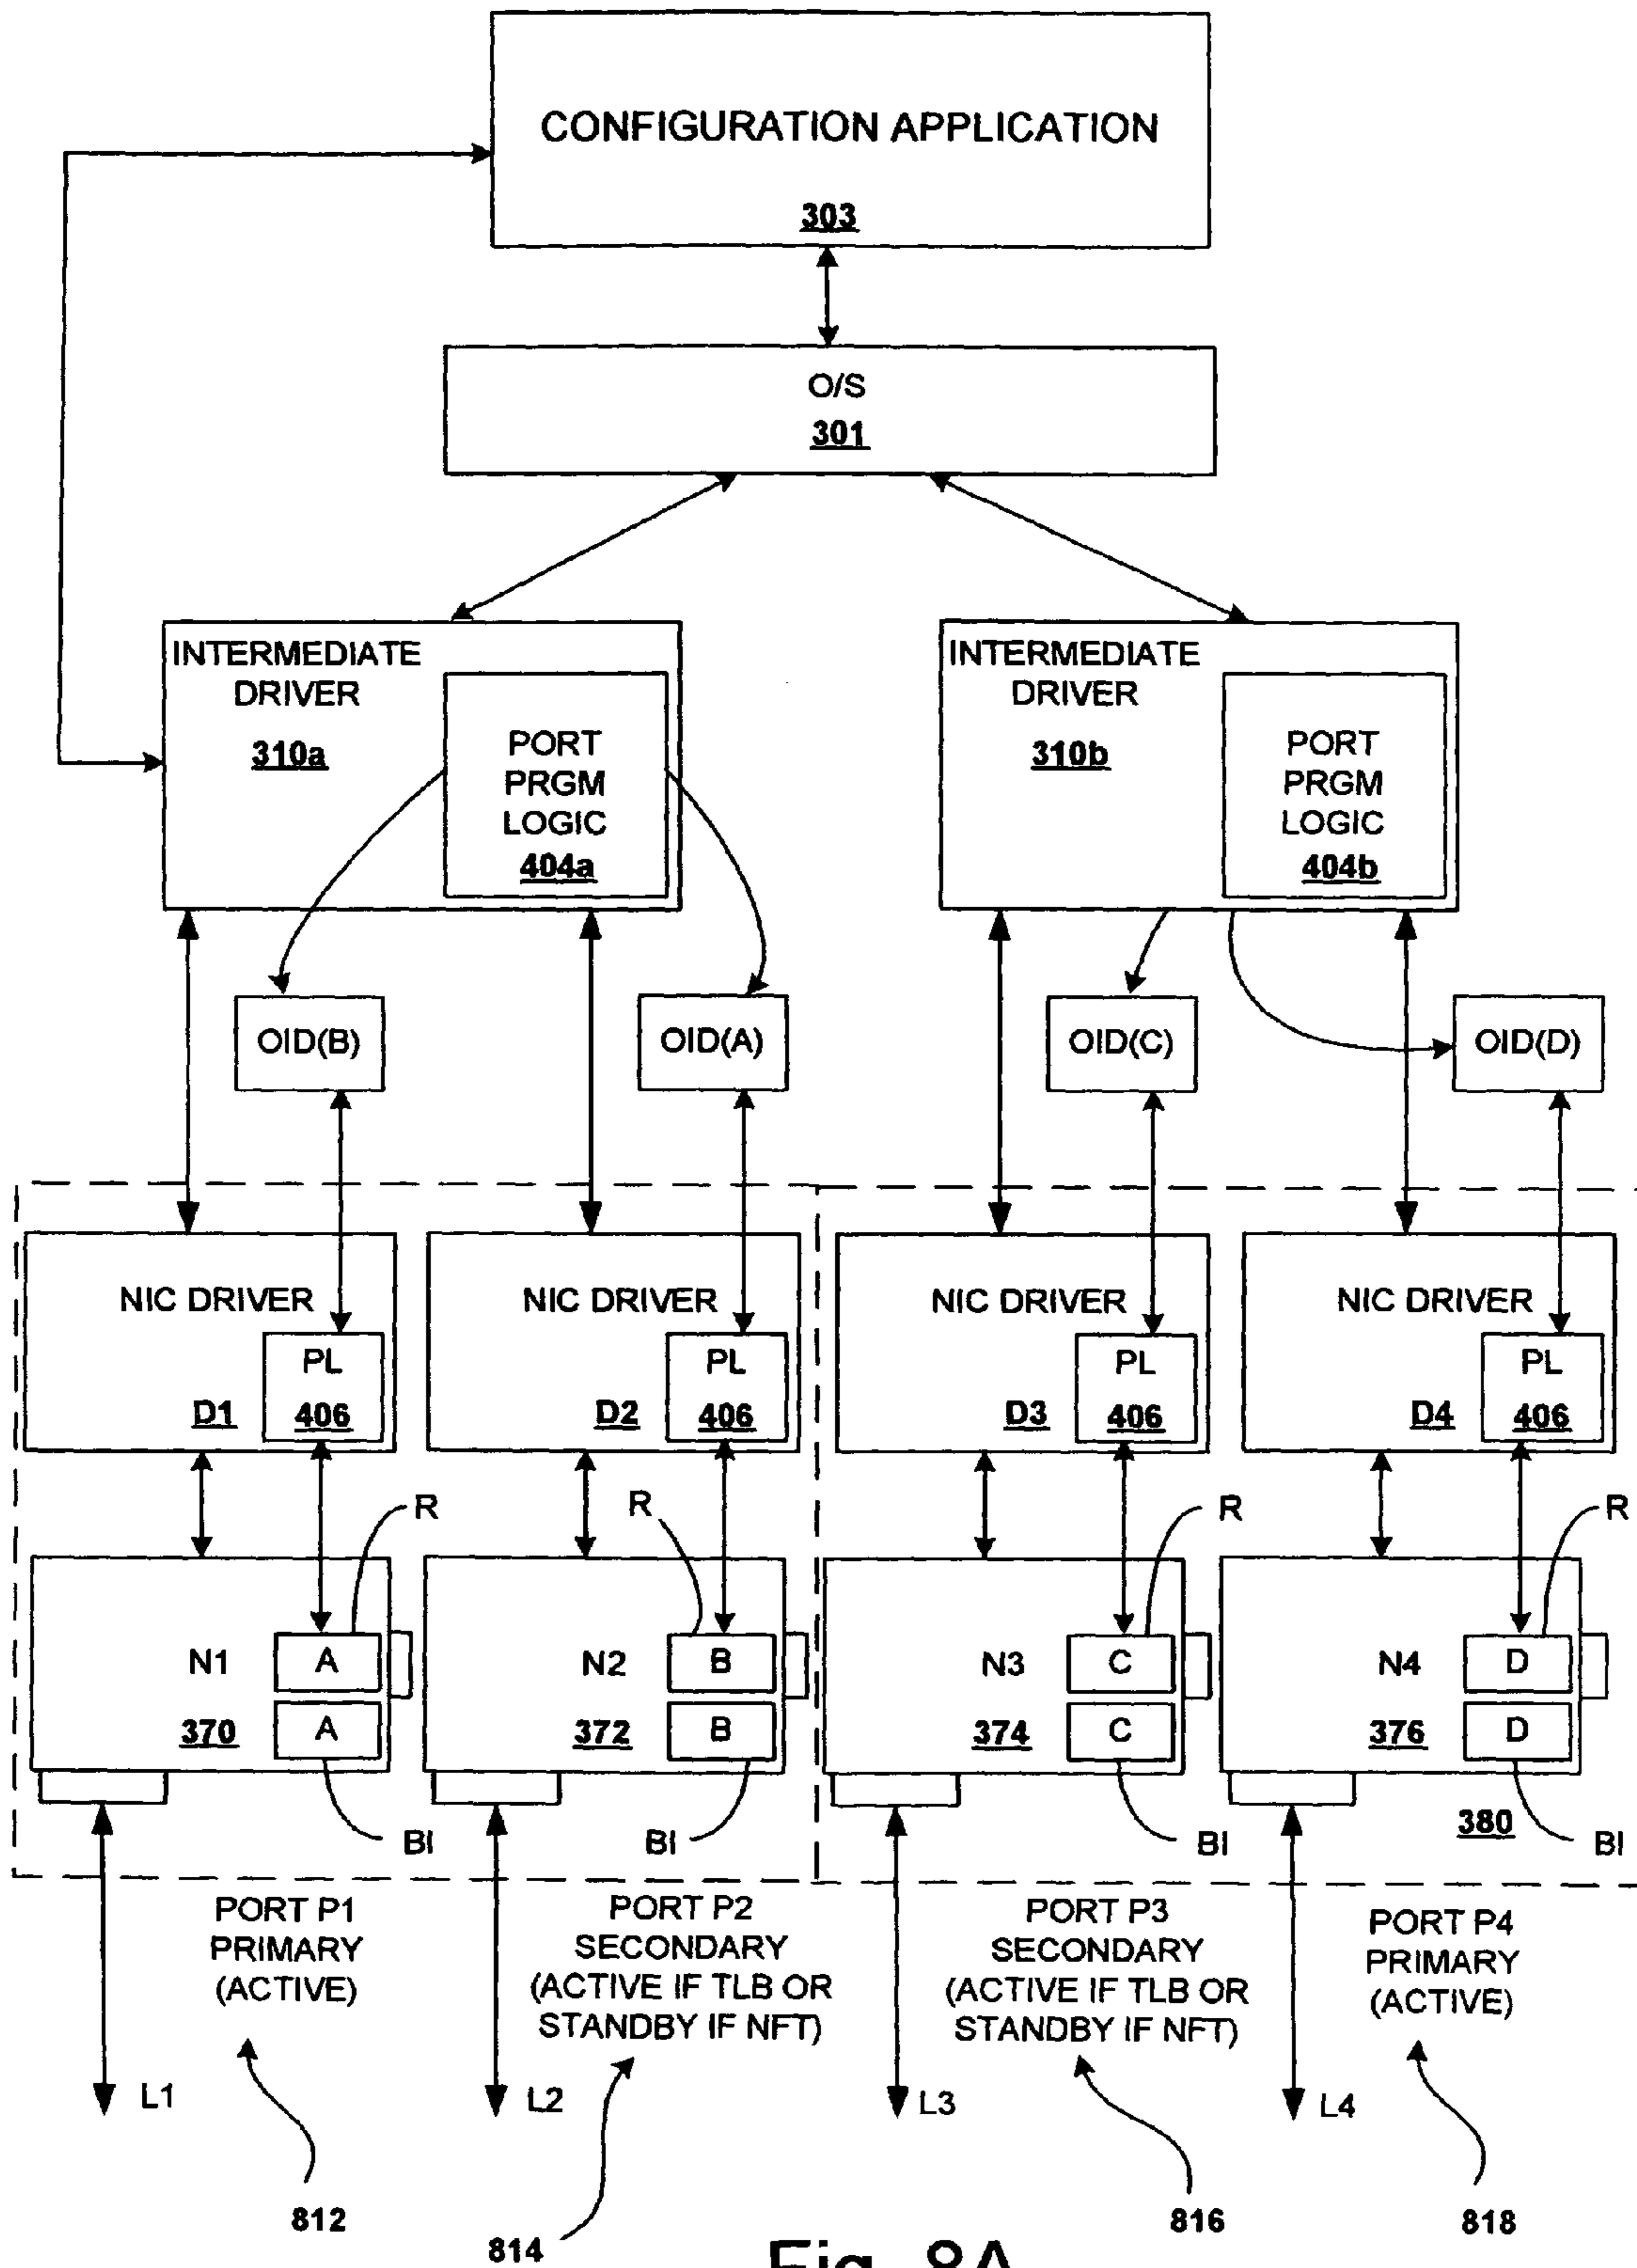 CONFIGURATION APPLICATION
303
O/S
301
INTERMEDIATE
DRIVER
310a
PORT
PRGM
LOGIC
404a
INTERMEDIATE
DRIVER
310b
PORT
PRGM
LOGIC
404b
OID(B)
OID(A)
OID(C)
OID(D)
NIC DRIVER
PL
D1
406
NIC DRIVER
PL
D2
406
NIC DRIVER
PL
D3
406
NIC DRIVER
PL
D4
406
R
R
R
R
N1
A
370
A
N2
B
372
B
N3
C
374
C
N4
D
376
D
BI
BI
BI
380
BI
PORT P1
PRIMARY
(ACTIVE)
PORT P2
SECONDARY
(ACTIVE IF TLB OR
STANDBY IF NFT)
PORT P3
SECONDARY
(ACTIVE IF TLB OR
STANDBY IF NFT)
PORT P4
PRIMARY
(ACTIVE)
L1
L2
L3
L4
812
814
816
818
Fig. 8A